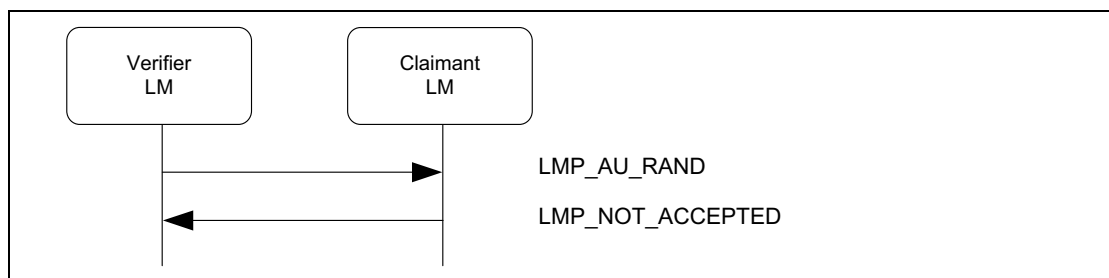 Verifier
LM
Claimant
LM
LMP_AU_RAND
LMP_NOT_ACCEPTED